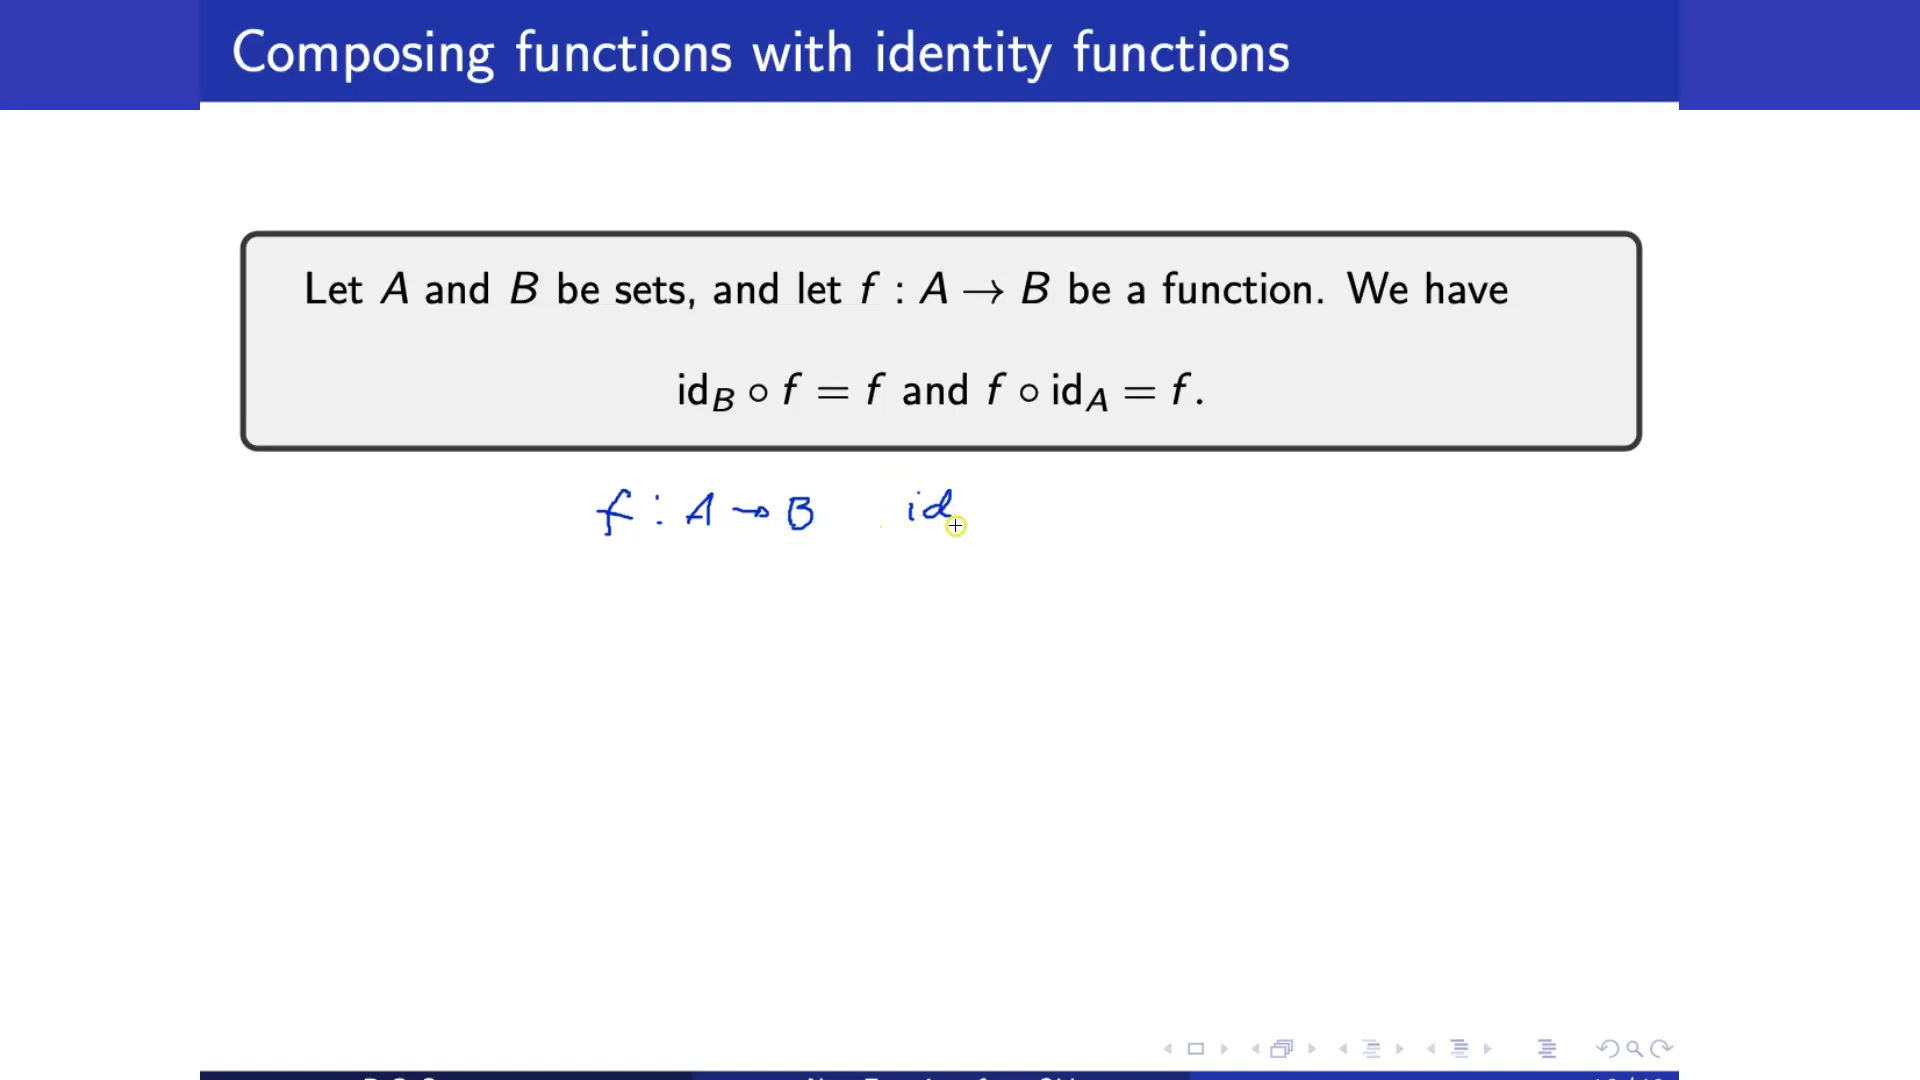 Composing functions with identity functions
Let A and B be sets, and let f : A → B be a function. We have
id_B ∘ f = f and f ∘ id_A = f.
f : A → B id